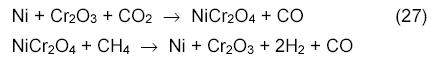 Ni + Cr₂O₃ + CO₂ → NiCr₂O₄ + CO (27)
NiCr₂O₄ + CH₄ → Ni + Cr₂O₃ + 2H₂ + CO